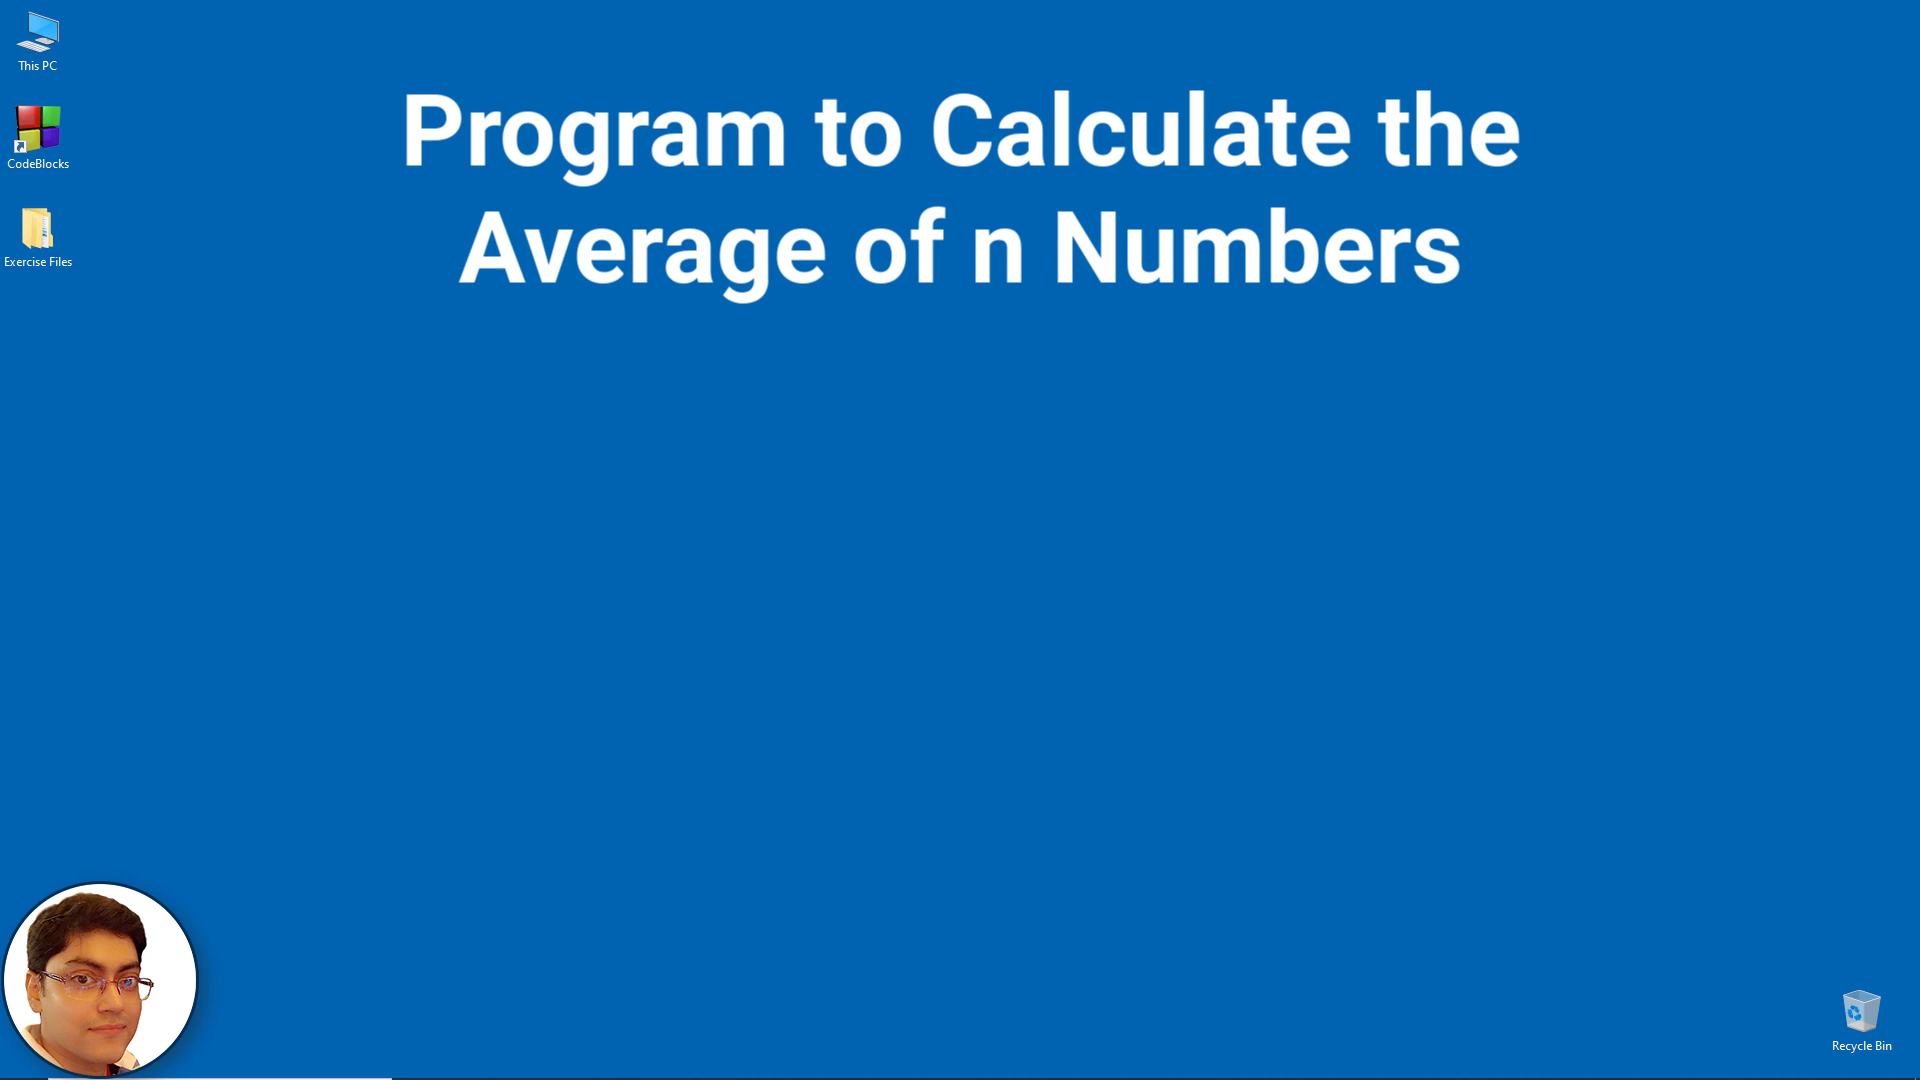 This PC
Program to Calculate the
Average of n Numbers
CodeBlocks
Exercise Files
Recycle Bin